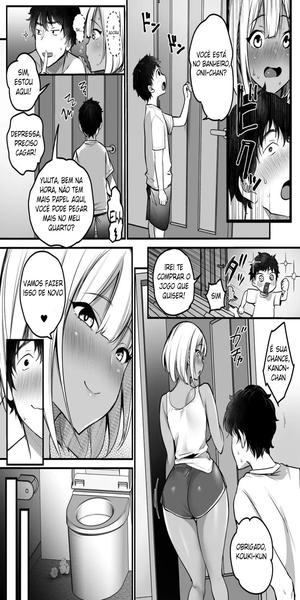 AGORA
?
VOCÊ ESTÁ
NO
BANHEIRO,
ONII-CHAN?
SIM,
ESTOU
AQUI!
DEPRESSA,
PRECISO
CAGAR!
YUUTA, BEM
NA HORA, NÃO TEM
MAIS PAPEL AQUI,
VOCÊ PODE PEGAR
MAIS NO MEU
QUARTO?
IREI TE
COMPRAR O
JOGO QUE
QUISER!
SIM
VAMOS FAZER
ISSO DE NOVO
♥
É SUA
CHANCE,
KANON-
CHAN
OBRIGADO,
KOUKI-KUN